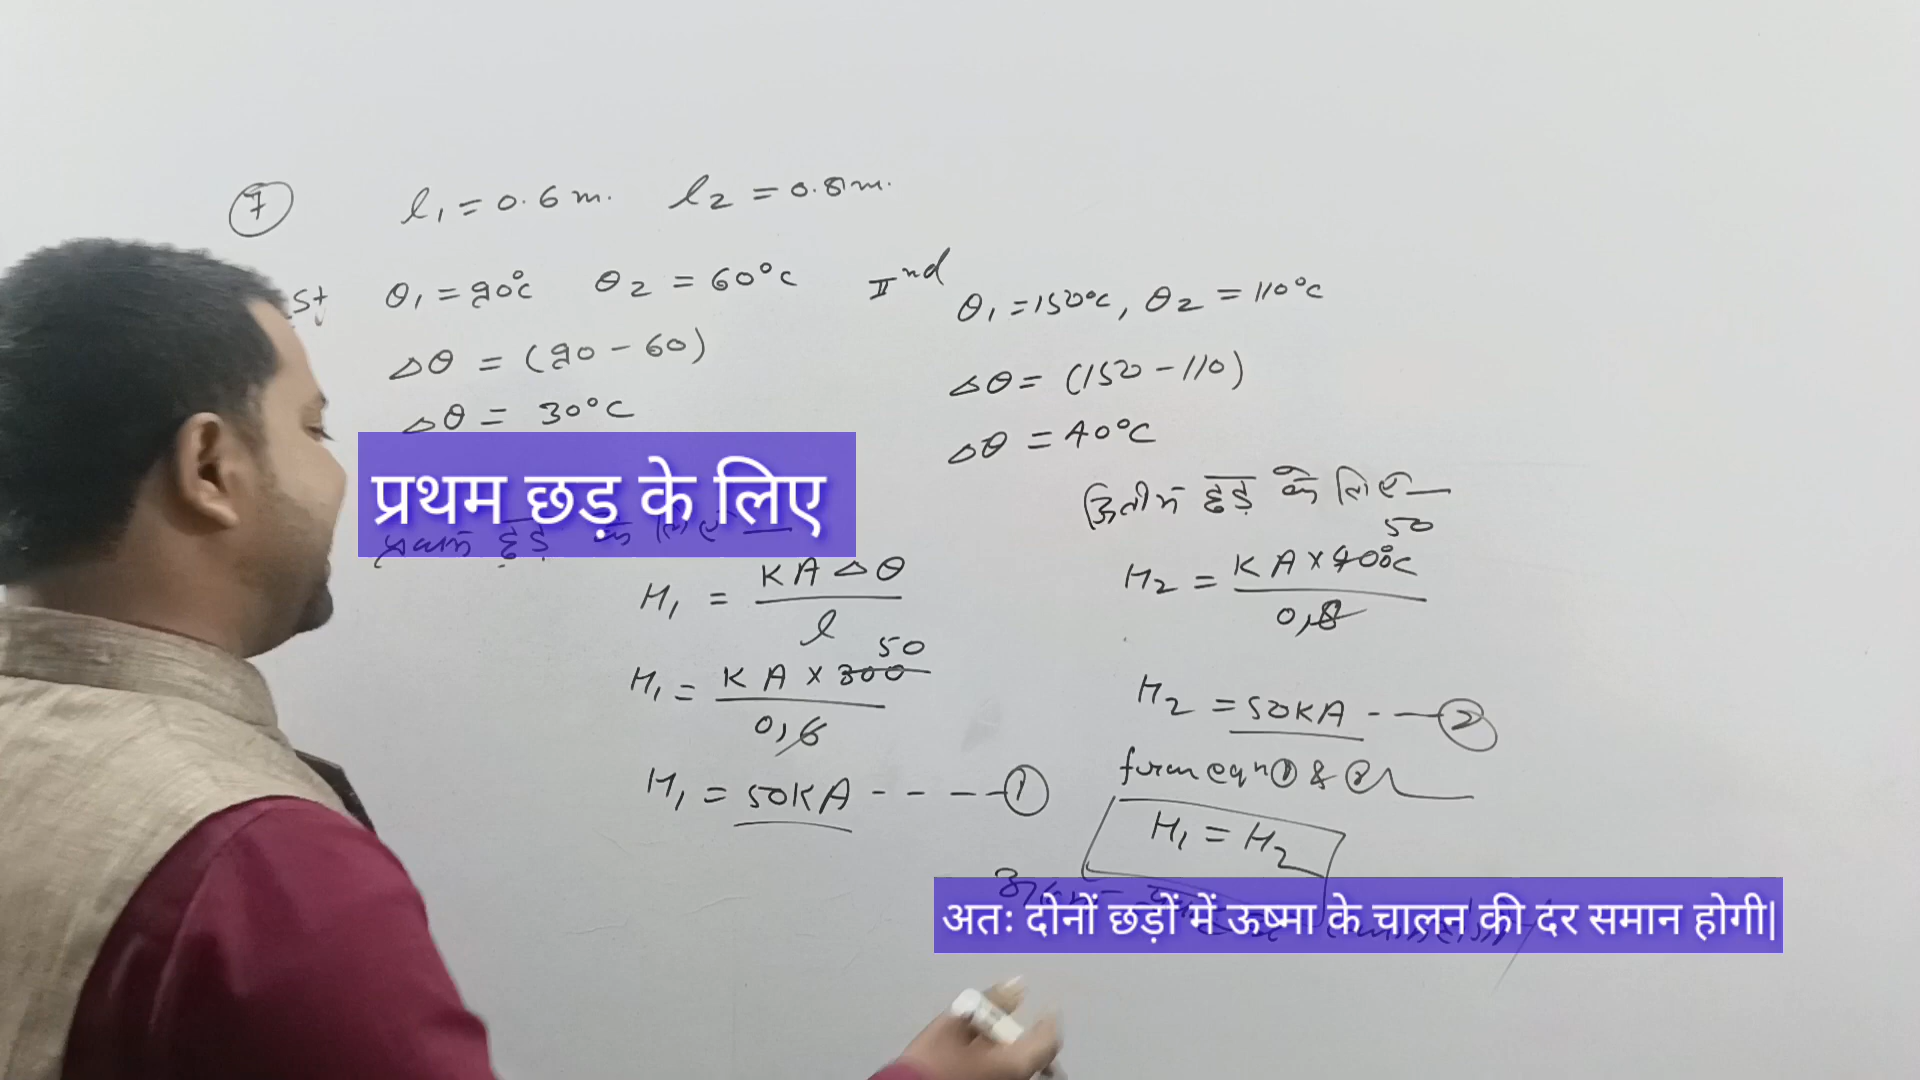 7 l₁ = 0.6 m. l₂ = 0.8 m.
st θ₁ = 90°C θ₂ = 60°C IInd θ₁ = 150°C, θ₂ = 110°C
Δθ = (90 - 60)
Δθ = (150 - 110)
Δθ = 30°C
Δθ = 40°C
प्रथम छड़ के लिए
द्वितीय छड़ के लिए —
H₁ = KAΔθ / l
H₂ = KA × 40°C / 0.8 50
H₁ = KA × 300 / 0.6 50
H₂ = 50KA - — 2
H₁ = 50KA - - - — 1
from eqn 1 & 2
H₁ = H₂
अतः दोनों छड़ों में ऊष्मा के चालन की दर समान होगी|